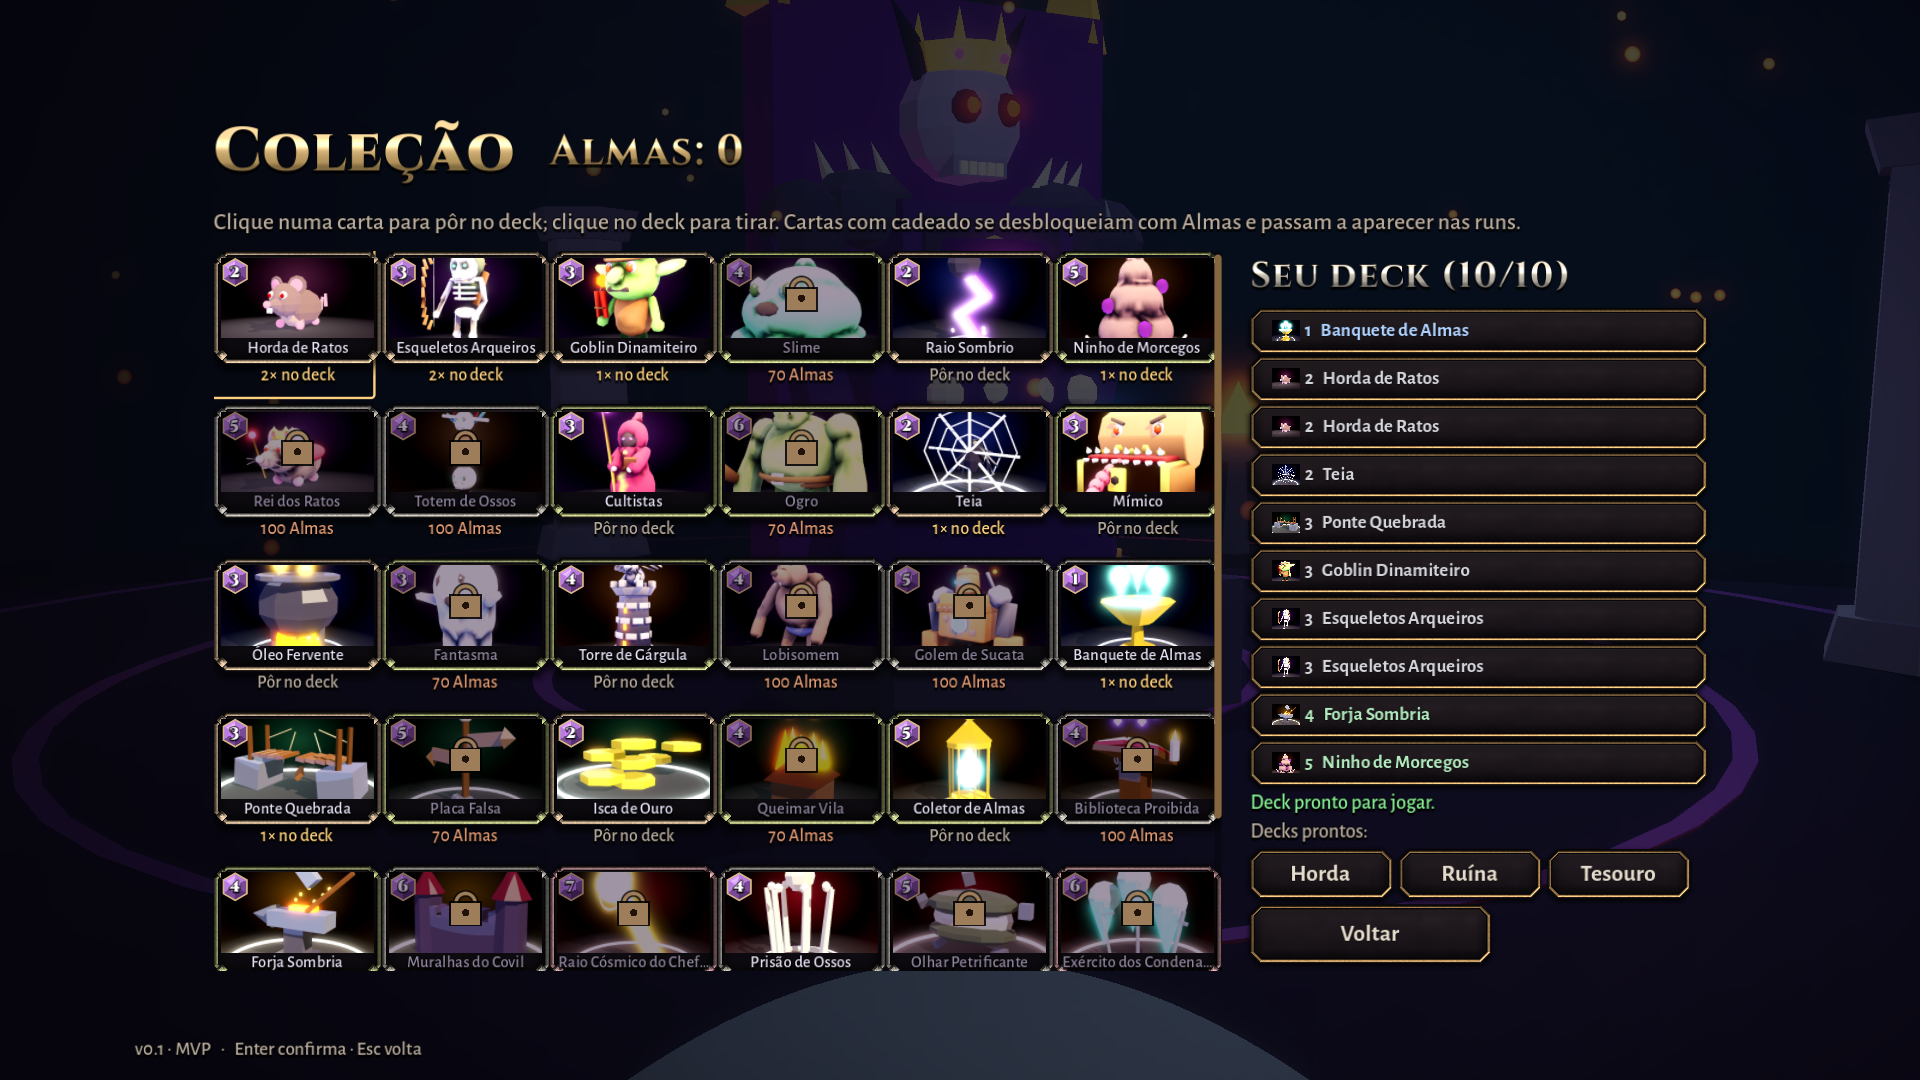 COLEÇÃO ALMAS: 0
Clique numa carta para pôr no deck; clique no deck para tirar. Cartas com cadeado se desbloqueiam com Almas e passam a aparecer nas runs.
2 3 3 4 2 5
Horda de Ratos Esqueletos Arqueiros Goblin Dinamiteiro Slime Raio Sombrio Ninho de Morcegos
2× no deck 2× no deck 1× no deck 70 Almas Pôr no deck 1× no deck
5 4 3 6 2 3
Rei dos Ratos Totem de Ossos Cultistas Ogro Teia Mímico
100 Almas 100 Almas Pôr no deck 70 Almas 1× no deck Pôr no deck
3 3 4 4 5 1
Óleo Fervente Fantasma Torre de Gárgula Lobisomem Golem de Sucata Banquete de Almas
Pôr no deck 70 Almas Pôr no deck 100 Almas 100 Almas 1× no deck
3 5 2 4 5 4
Ponte Quebrada Placa Falsa Isca de Ouro Queimar Vila Coletor de Almas Biblioteca Proibida
1× no deck 70 Almas Pôr no deck 70 Almas Pôr no deck 100 Almas
4 6 7 4 5 6
Forja Sombria Muralhas do Covil Raio Cósmico do Chef... Prisão de Ossos Olhar Petrificante Exército dos Condena...
SEU DECK (10/10)
1 Banquete de Almas
2 Horda de Ratos
2 Horda de Ratos
2 Teia
3 Ponte Quebrada
3 Goblin Dinamiteiro
3 Esqueletos Arqueiros
3 Esqueletos Arqueiros
4 Forja Sombria
5 Ninho de Morcegos
Deck pronto para jogar.
Decks prontos:
Horda Ruína Tesouro
Voltar
v0.1 · MVP · Enter confirma · Esc volta